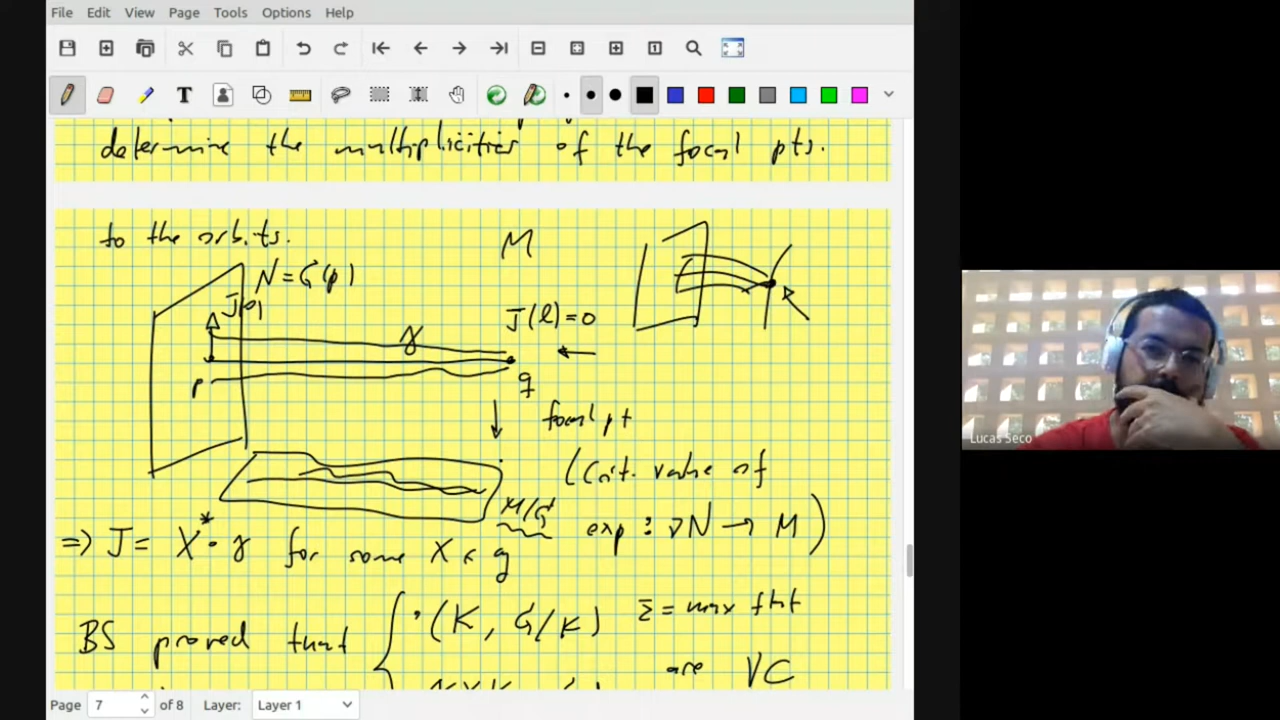 File Edit View Page Tools Options Help
determine the multiplicities of the focal pts.
to the orbits.
M
N = G(p)
J(0)
γ
J(l) = 0
p
q
focal pt
(Crit. value of
exp : νN → M)
M/G
⇒ J = X* ∘ γ for some X ∈ g
BS proved that
(K, G/K)
Σ = max flat
are VC
Lucas Seco
Page 7 of 8 Layer: Layer 1